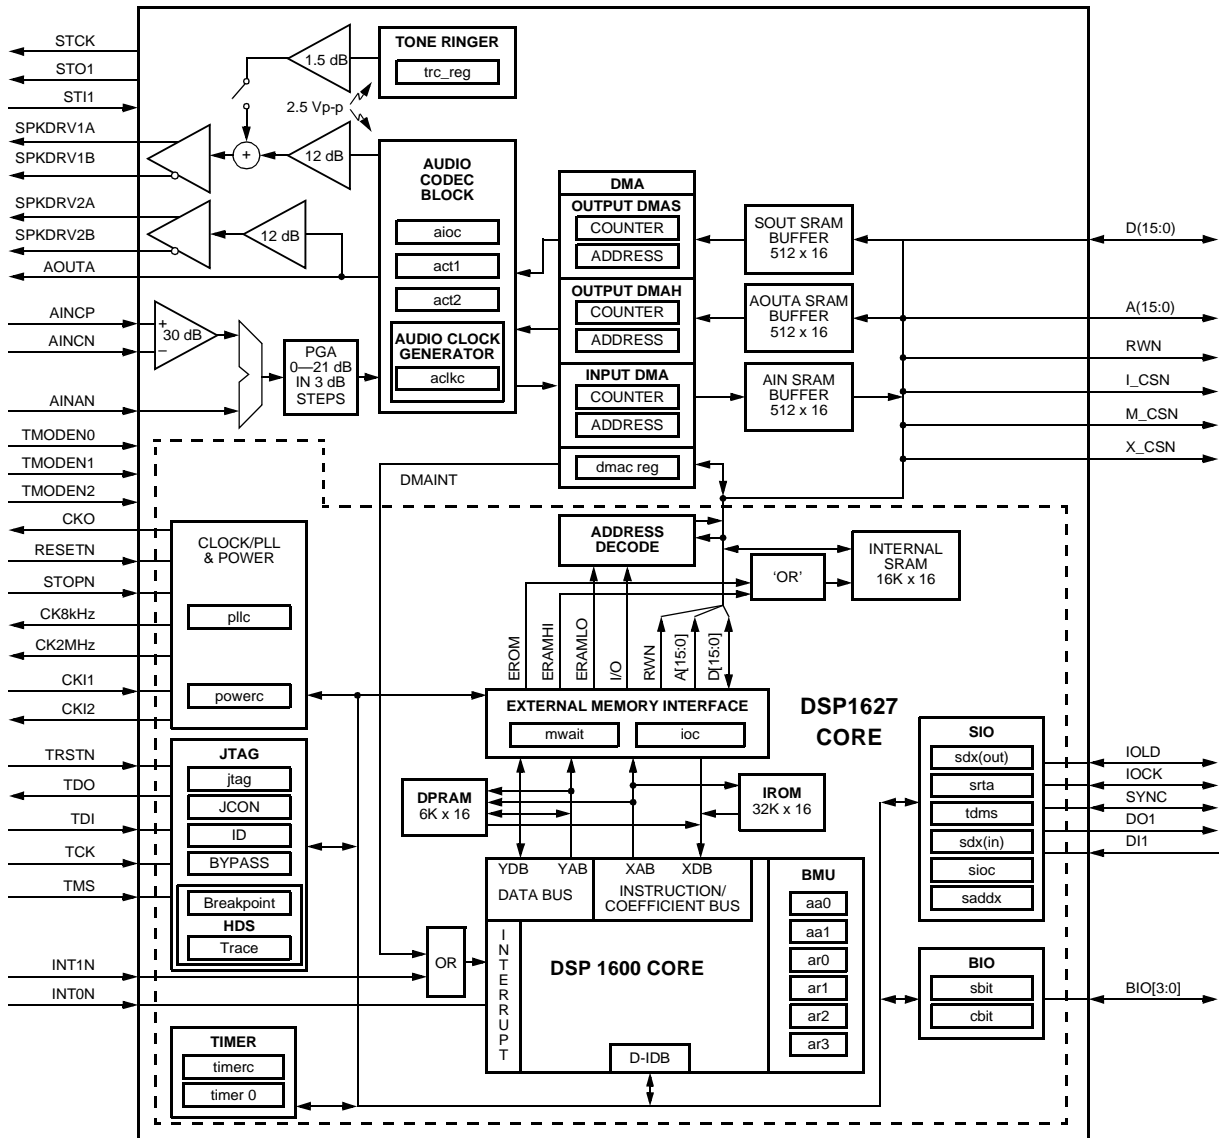 STCK
STO1
STI1
SPKDRV1A
SPKDRV1B
SPKDRV2A
SPKDRV2B
AOUTA
AINCP
AINCN
AINAN
TMODEN0
TMODEN1
TMODEN2
CKO
RESETN
STOPN
CK8kHz
CK2MHz
CKI1
CKI2
TRSTN
TDO
TDI
TCK
TMS
INT1N
INT0N
1.5 dB
TONE RINGER
trc_reg
2.5 Vp-p
+
12 dB
12 dB
+
30 dB
–
PGA
0—21 dB
IN 3 dB
STEPS
AUDIO
CODEC
BLOCK
aioc
act1
act2
AUDIO CLOCK
GENERATOR
aclkc
DMA
OUTPUT DMAS
COUNTER
ADDRESS
OUTPUT DMAH
COUNTER
ADDRESS
INPUT DMA
COUNTER
ADDRESS
dmac reg
DMAINT
SOUT SRAM
BUFFER
512 x 16
AOUTA SRAM
BUFFER
512 x 16
AIN SRAM
BUFFER
512 x 16
D(15:0)
A(15:0)
RWN
I_CSN
M_CSN
X_CSN
CLOCK/PLL
& POWER
pllc
powerc
ADDRESS
DECODE
'OR'
INTERNAL
SRAM
16K x 16
EROM
ERAMHI
ERAMLO
I/O
RWN
A[15:0]
D[15:0]
EXTERNAL MEMORY INTERFACE
mwait
ioc
DSP1627
CORE
JTAG
jtag
JCON
ID
BYPASS
Breakpoint
HDS
Trace
DPRAM
6K x 16
IROM
32K x 16
YDB
YAB
DATA BUS
XAB
XDB
INSTRUCTION/
COEFFICIENT BUS
INTERRUPT
OR
DSP 1600 CORE
D-IDB
BMU
aa0
aa1
ar0
ar1
ar2
ar3
SIO
sdx(out)
srta
tdms
sdx(in)
sioc
saddx
IOLD
IOCK
SYNC
DO1
DI1
BIO
sbit
cbit
BIO[3:0]
TIMER
timerc
timer 0